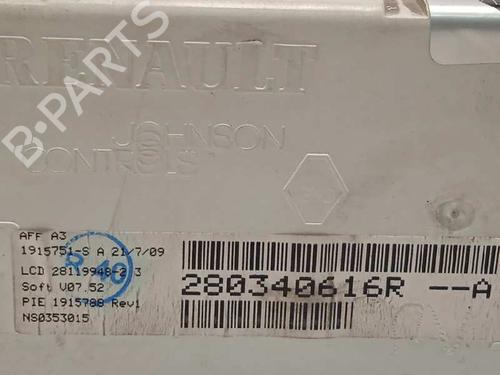 RENAULT
B-PARTS
JOHNSON
CONTROLS
AFF A3
1915751-S A 21/7/09
LCD 28119948-2 3
Soft V07.52
PIE 1915788 Rev1
NS0353015
280340616R --A